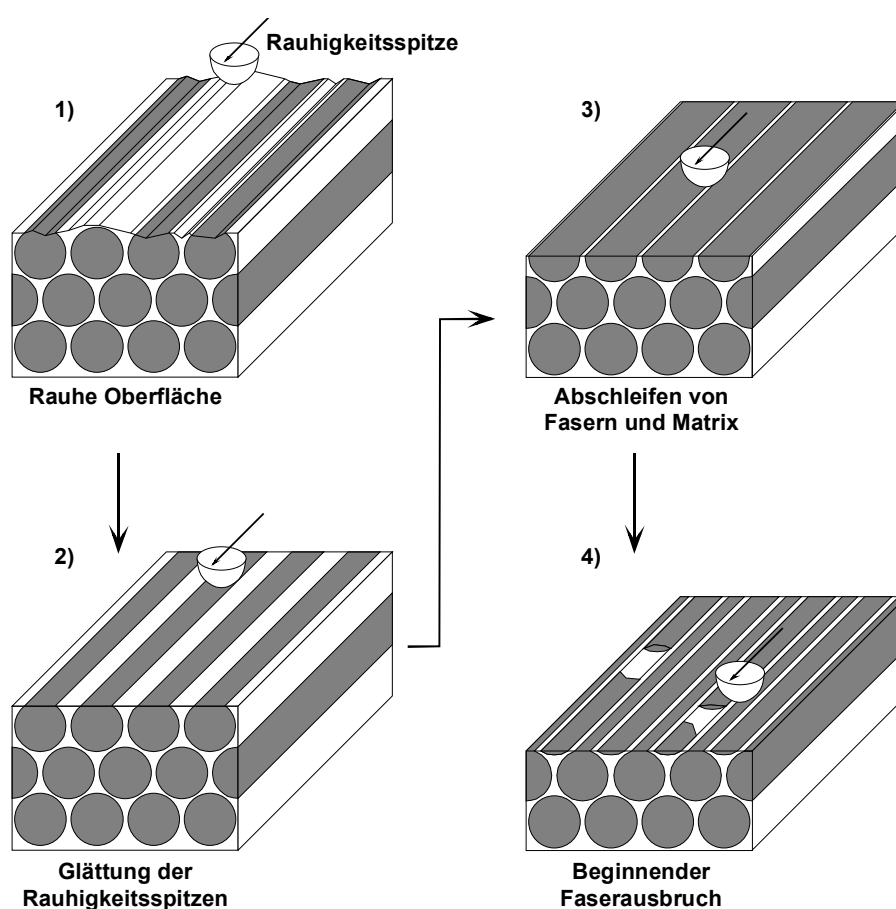 Rauhigkeitsspitze
1)
Rauhe Oberfläche
2)
Glättung der
Rauhigkeitsspitzen
3)
Abschleifen von
Fasern und Matrix
4)
Beginnender
Faserausbruch